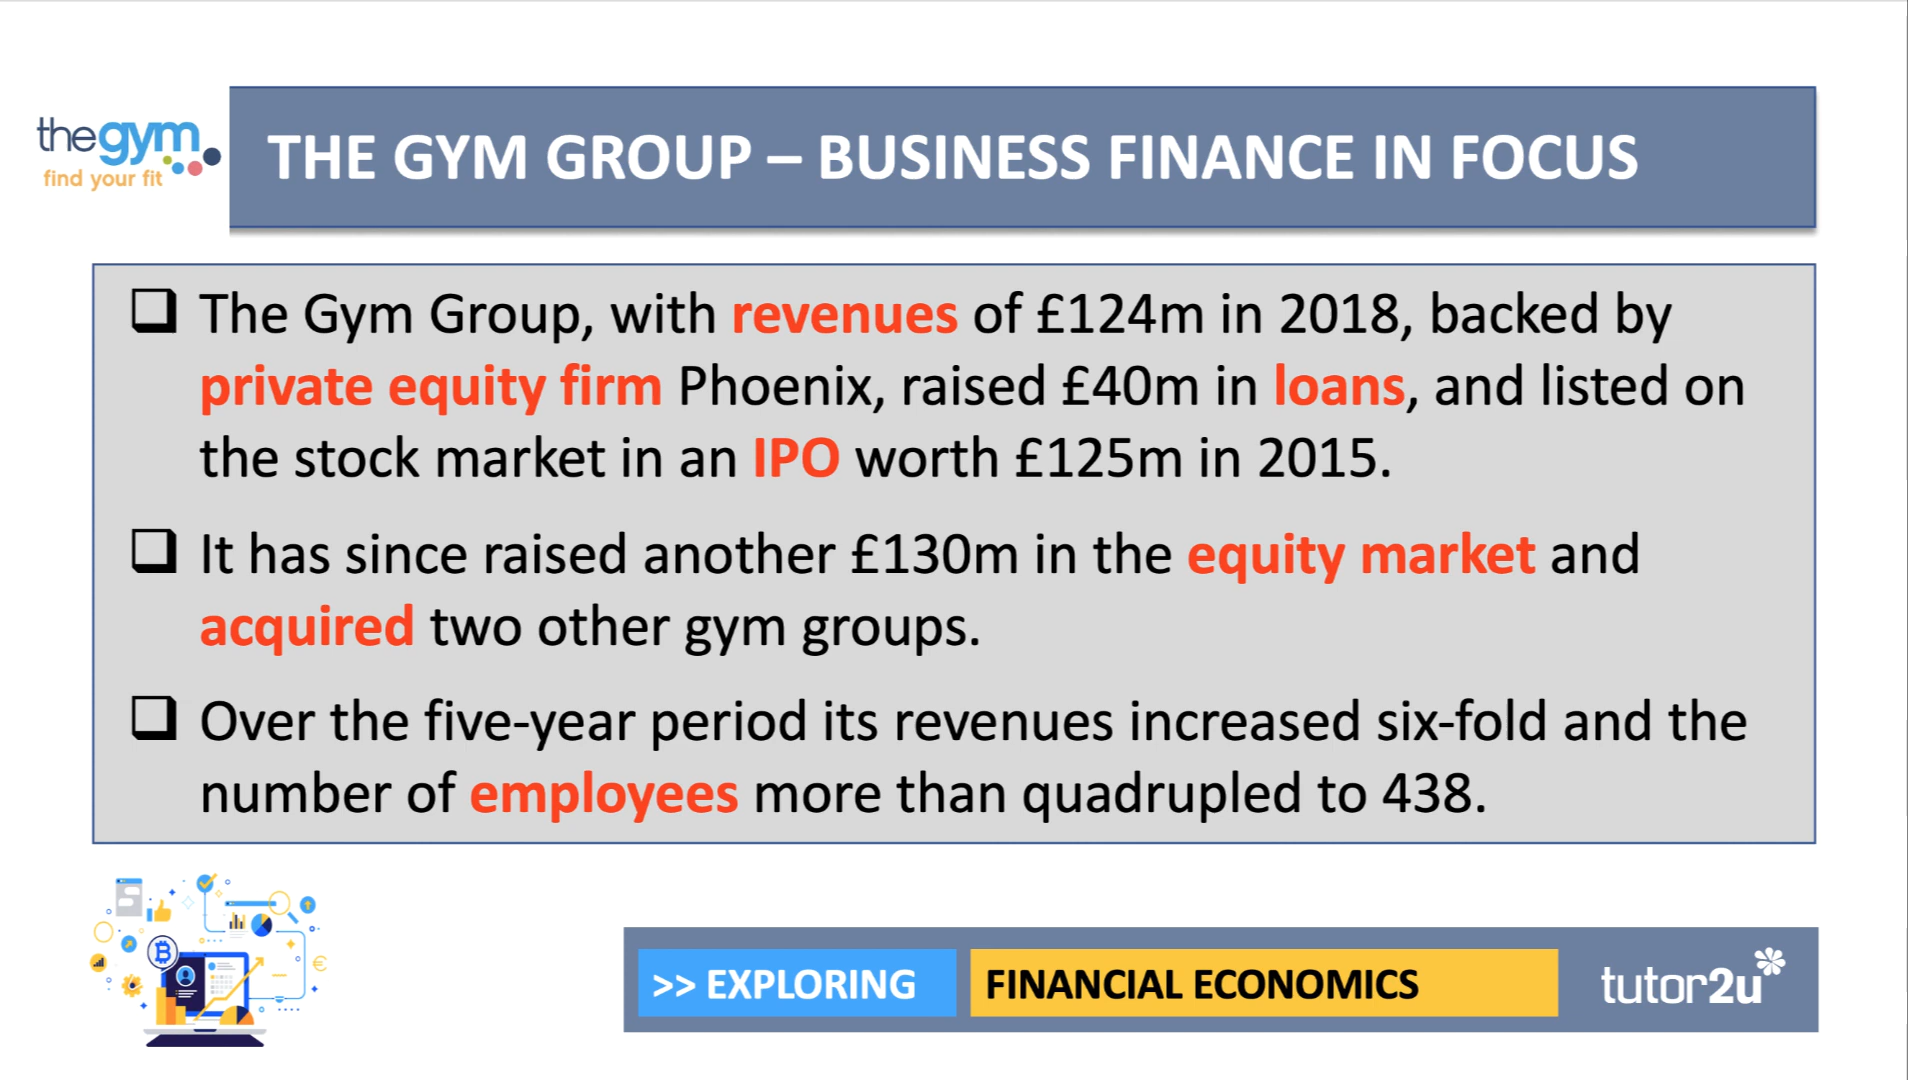 thegym
find your fit
THE GYM GROUP – BUSINESS FINANCE IN FOCUS
The Gym Group, with revenues of £124m in 2018, backed by
private equity firm Phoenix, raised £40m in loans, and listed on
the stock market in an IPO worth £125m in 2015.
It has since raised another £130m in the equity market and
acquired two other gym groups.
Over the five-year period its revenues increased six-fold and the
number of employees more than quadrupled to 438.
>> EXPLORING
FINANCIAL ECONOMICS
tutor2u